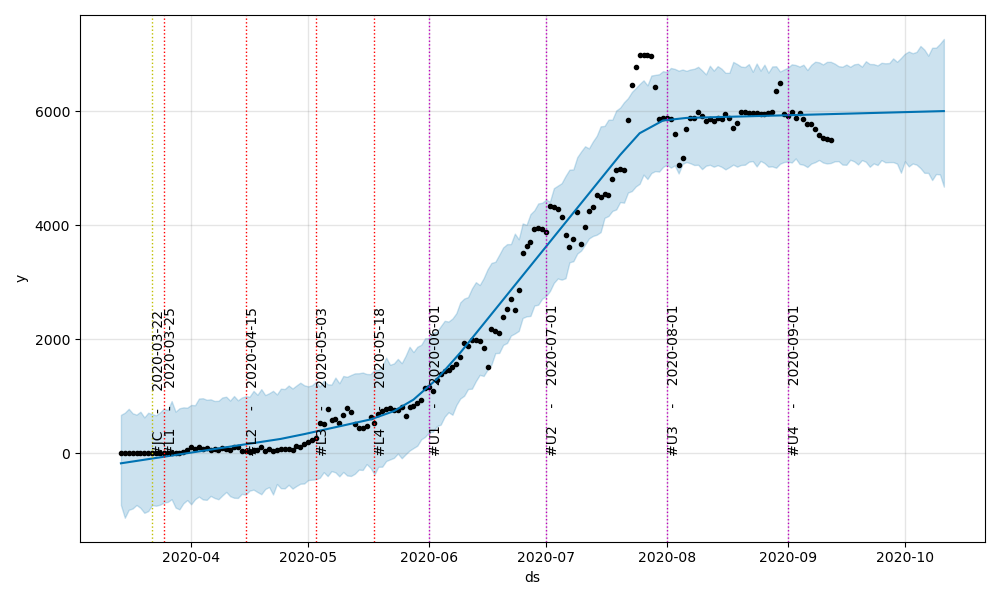 6000
4000
2000
0
y
#JC - 2020-03-22
#L1 - 2020-03-25
#L2 - 2020-04-15
#L3 - 2020-05-03
#L4 - 2020-05-18
#U1 - 2020-06-01
#U2 - 2020-07-01
#U3 - 2020-08-01
#U4 - 2020-09-01
2020-04
2020-05
2020-06
2020-07
2020-08
2020-09
2020-10
ds